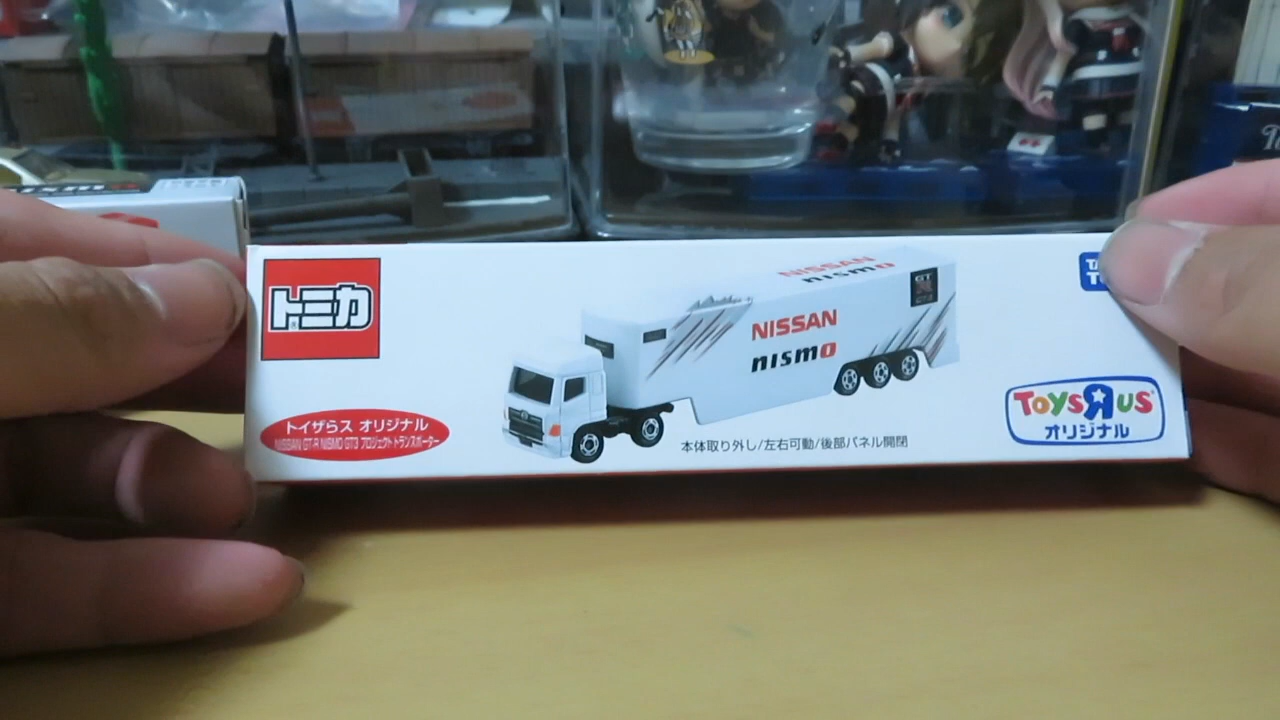 トミカ
トイザらス オリジナル
NISSAN GT-R NISMO GT3 プロジェクトトランスポーター
NISSAN
nismo
NISSAN
nismo
GT
本体取り外し/左右可動/後部パネル開閉
TOYSRUS
オリジナル